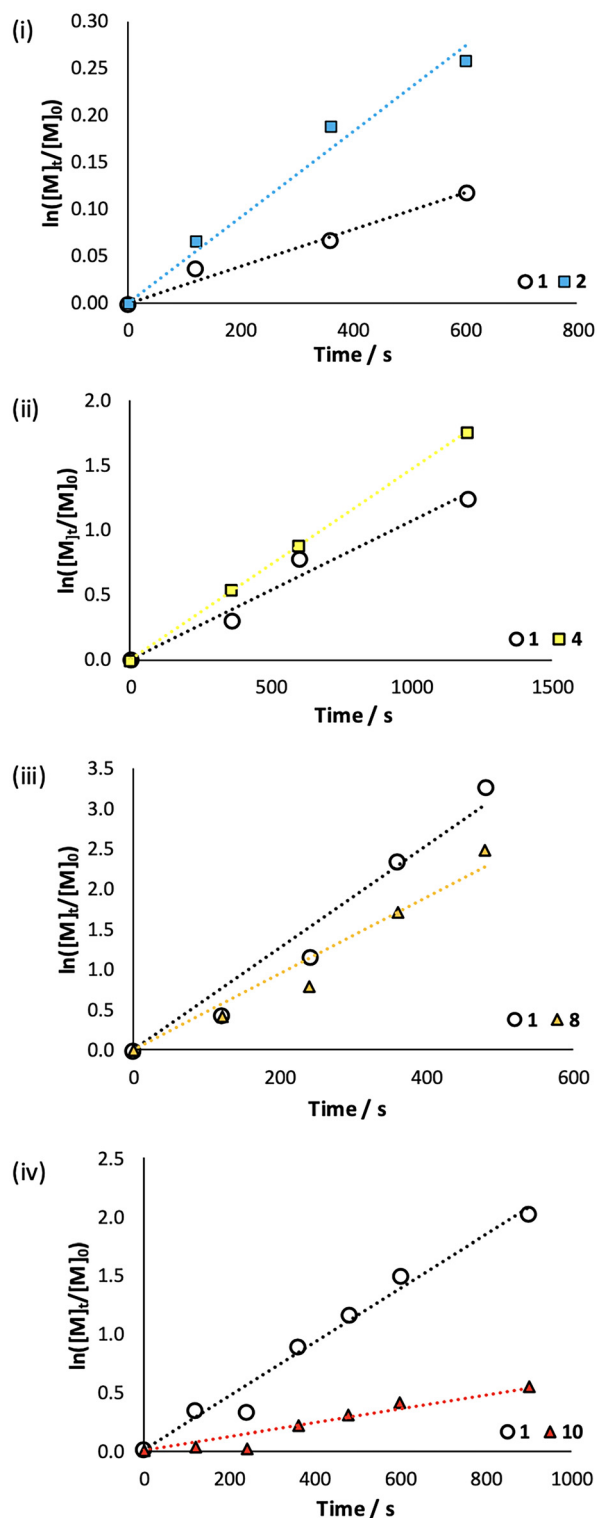 (i)
ln([M]t/[M]0)
0.30
0.25
0.20
0.15
0.10
0.05
0.00
0 200 400 600 800
Time / s
1 2
(ii)
ln([M]t/[M]0)
2.0
1.5
1.0
0.5
0.0
0 500 1000 1500
Time / s
1 4
(iii)
ln([M]t/[M]0)
3.5
3.0
2.5
2.0
1.5
1.0
0.5
0.0
0 200 400 600
Time / s
1 8
(iv)
ln([M]t/[M]0)
2.5
2.0
1.5
1.0
0.5
0.0
0 200 400 600 800 1000
Time / s
1 10